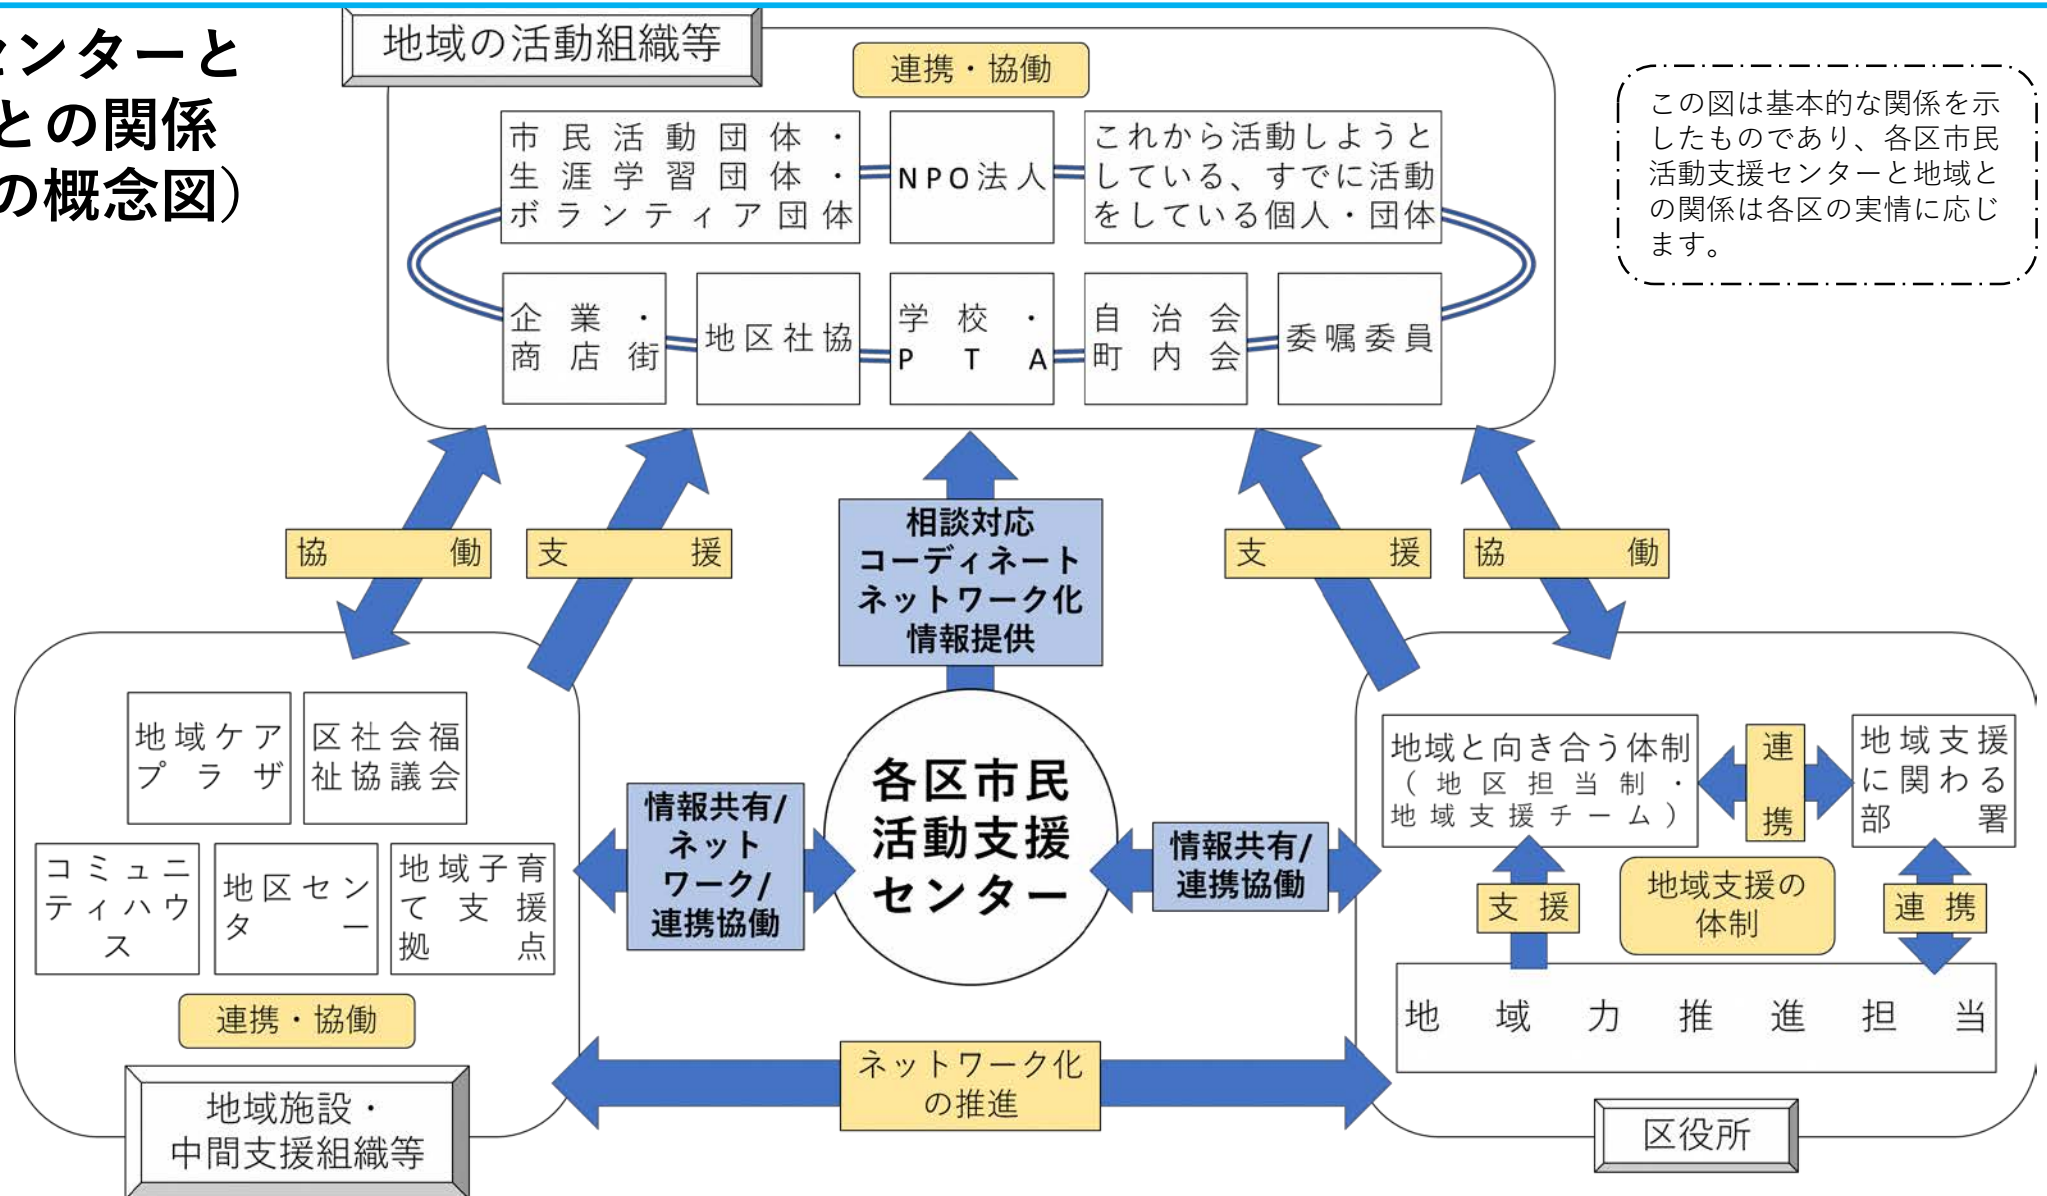 センターと
との関係
の概念図）
地域の活動組織等
連携・協働
この図は基本的な関係を示
したものであり、各区市民
活動支援センターと地域と
の関係は各区の実情に応じ
ます。
市民活動団体・
生涯学習団体・
ボランティア団体
NPO法人
これから活動しようと
している、すでに活動
をしている個人・団体
企業・
商店街
地区社協
学校・
PTA
自治会
町内会
委嘱委員
協働
支援
相談対応
コーディネート
ネットワーク化
情報提供
支援
協働
地域ケア
プラザ
区社会福
祉協議会
コミュニ
ティハウ
ス
地区セン
ター
地域子育
て支援
拠点
連携・協働
地域施設・
中間支援組織等
情報共有/
ネット
ワーク/
連携協働
各区市民
活動支援
センター
情報共有/
連携協働
地域と向き合う体制
（地区担当制・
地域支援チーム）
連
携
地域支援
に関わる
部署
支援
地域支援の
体制
連携
地域力推進担当
ネットワーク化
の推進
区役所